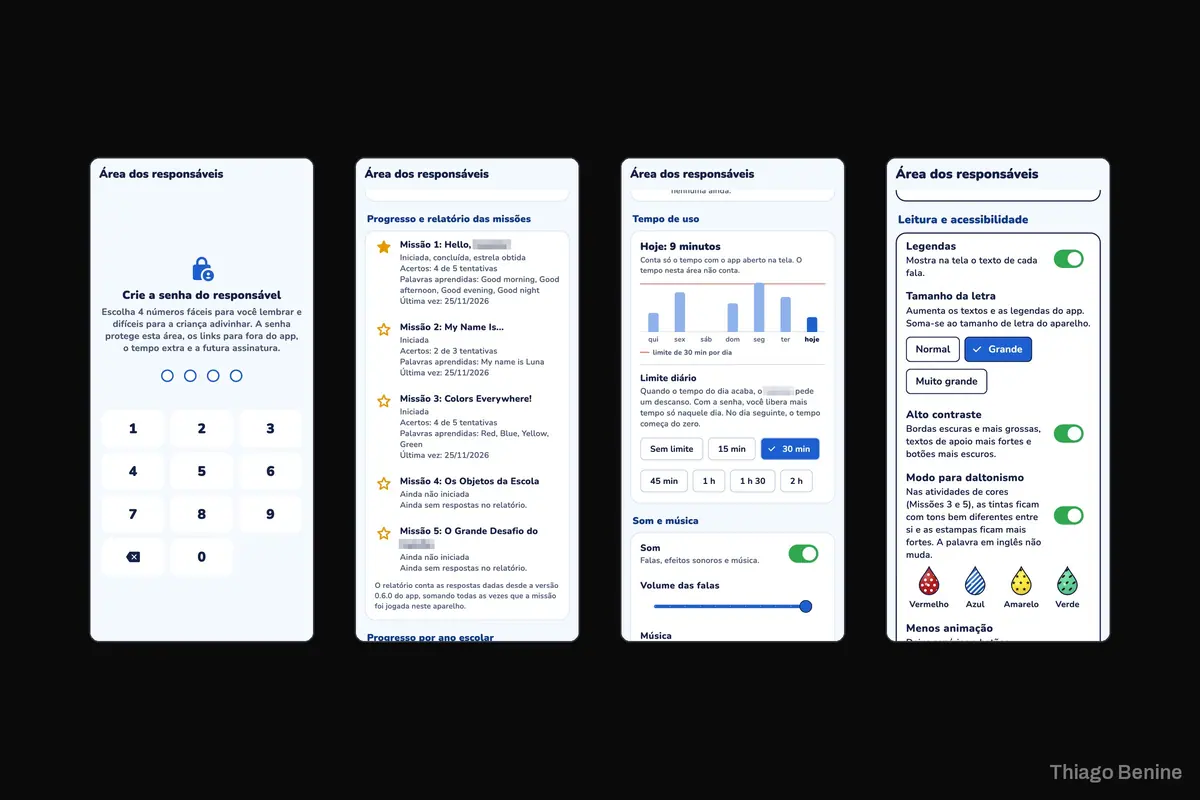 Área dos responsáveis
Crie a senha do responsável
Escolha 4 números fáceis para você lembrar e
difíceis para a criança adivinhar. A senha
protege esta área, os links para fora do app,
o tempo extra e a futura assinatura.
1 2 3
4 5 6
7 8 9
0
Área dos responsáveis
Progresso e relatório das missões
Missão 1: Hello,
Iniciada, concluída, estrela obtida
Acertos: 4 de 5 tentativas
Palavras aprendidas: Good morning, Good
afternoon, Good evening, Good night
Última vez: 25/11/2026
Missão 2: My Name Is...
Iniciada
Acertos: 2 de 3 tentativas
Palavras aprendidas: My name is Luna
Última vez: 25/11/2026
Missão 3: Colors Everywhere!
Iniciada
Acertos: 4 de 5 tentativas
Palavras aprendidas: Red, Blue, Yellow,
Green
Última vez: 25/11/2026
Missão 4: Os Objetos da Escola
Ainda não iniciada
Ainda sem respostas no relatório.
Missão 5: O Grande Desafio do
Ainda não iniciada
Ainda sem respostas no relatório.
O relatório conta as respostas dadas desde a versão
0.6.0 do app, somando todas as vezes que a missão
foi jogada neste aparelho.
Progresso por ano escolar
Área dos responsáveis
nenhuma ainda.
Tempo de uso
Hoje: 9 minutos
Conta só o tempo com o app aberto na tela. O
tempo nesta área não conta.
qui sex sáb dom seg ter hoje
limite de 30 min por dia
Limite diário
Quando o tempo do dia acaba, o pede
um descanso. Com a senha, você libera mais
tempo só naquele dia. No dia seguinte, o tempo
começa do zero.
Sem limite 15 min 30 min
45 min 1 h 1 h 30 2 h
Som e música
Som
Falas, efeitos sonoros e música.
Volume das falas
Música
Área dos responsáveis
Leitura e acessibilidade
Legendas
Mostra na tela o texto de cada
fala.
Tamanho da letra
Aumenta os textos e as legendas do app.
Soma-se ao tamanho de letra do aparelho.
Normal Grande
Muito grande
Alto contraste
Bordas escuras e mais grossas,
textos de apoio mais fortes e
botões mais escuros.
Modo para daltonismo
Nas atividades de cores
(Missões 3 e 5), as tintas ficam
com tons bem diferentes entre
si e as estampas ficam mais
fortes. A palavra em inglês não
muda.
Vermelho Azul Amarelo Verde
Menos animação
Thiago Benine